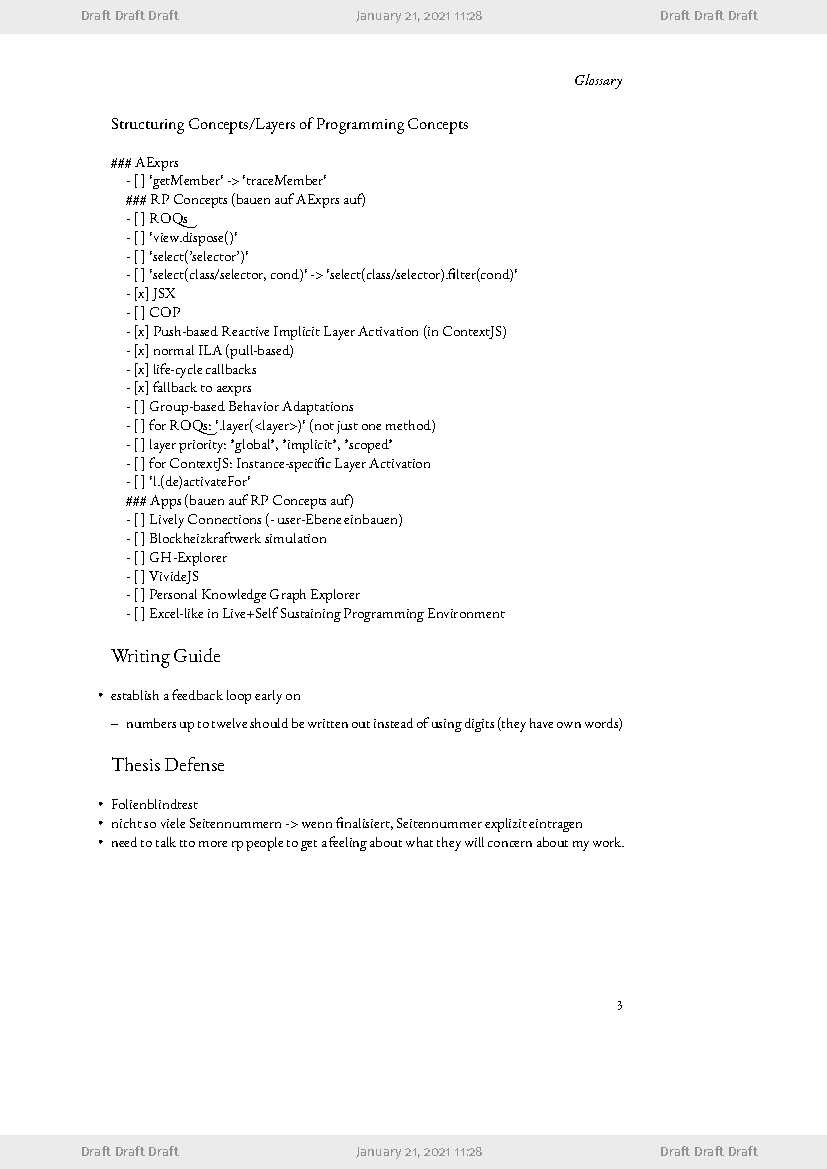 Draft Draft Draft January 21, 2021 11:28 Draft Draft Draft
Glossary
Structuring Concepts/Layers of Programming Concepts
### AExprs
- [ ] 'getMember' -> 'traceMember'
### RP Concepts (bauen auf AExprs auf)
- [ ] ROQs
- [ ] 'view.dispose()'
- [ ] 'select('selector')'
- [ ] 'select(class/selector, cond)' -> 'select(class/selector).filter(cond)'
- [x] JSX
- [ ] COP
- [x] Push-based Reactive Implicit Layer Activation (in ContextJS)
- [x] normal ILA (pull-based)
- [x] life-cycle callbacks
- [x] fallback to aexprs
- [ ] Group-based Behavior Adaptations
- [ ] for ROQs: '.layer(<layer>)' (not just one method)
- [ ] layer priority: "global", "implicit", "scoped"
- [ ] for ContextJS: Instance-specific Layer Activation
- [ ] 'l.(de)activateFor'
### Apps (bauen auf RP Concepts auf)
- [ ] Lively Connections (- user-Ebene einbauen)
- [ ] Blockheizkraftwerk simulation
- [ ] GH-Explorer
- [ ] VivideJS
- [ ] Personal Knowledge Graph Explorer
- [ ] Excel-like in Live+Self Sustaining Programming Environment
Writing Guide
• establish a feedback loop early on
– numbers up to twelve should be written out instead of using digits (they have own words)
Thesis Defense
• Folienblindtest
• nicht so viele Seitennummern -> wenn finalisiert, Seitennummer explizit eintragen
• need to talk tto more rp people to get a feeling about what they will concern about my work.
3
Draft Draft Draft January 21, 2021 11:28 Draft Draft Draft